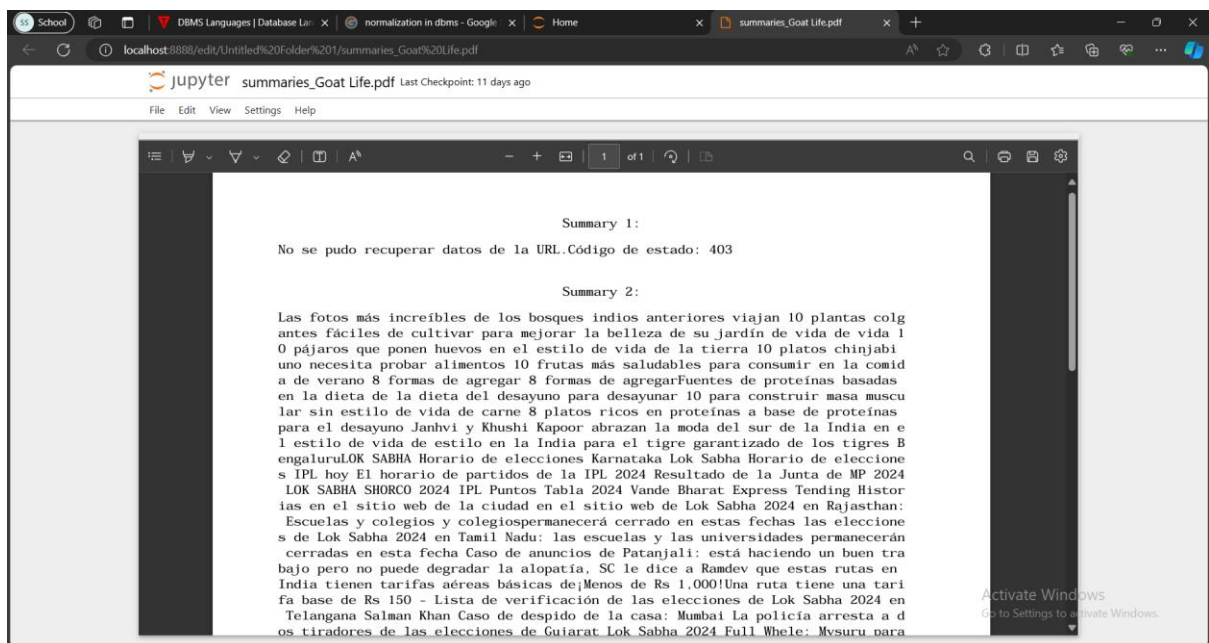 SS School
DBMS Languages | Database Lan
normalization in dbms - Google
Home
summaries_Goat Life.pdf
localhost:8888/edit/Untitled%20Folder%201/summaries_Goat%20Life.pdf
jupyter summaries_Goat Life.pdf Last Checkpoint: 11 days ago
File Edit View Settings Help
1 of 1
Summary 1:
No se pudo recuperar datos de la URL.Código de estado: 403
Summary 2:
Las fotos más increíbles de los bosques indios anteriores viajan 10 plantas colg
antes fáciles de cultivar para mejorar la belleza de su jardín de vida de vida 1
0 pájaros que ponen huevos en el estilo de vida de la tierra 10 platos chinjabi
uno necesita probar alimentos 10 frutas más saludables para consumir en la comid
a de verano 8 formas de agregar 8 formas de agregarFuentes de proteínas basadas
en la dieta de la dieta del desayuno para desayunar 10 para construir masa muscu
lar sin estilo de vida de carne 8 platos ricos en proteínas a base de proteínas
para el desayuno Janhvi y Khushi Kapoor abrazan la moda del sur de la India en e
l estilo de vida de estilo en la India para el tigre garantizado de los tigres B
engaluruLOK SABHA Horario de elecciones Karnataka Lok Sabha Horario de eleccione
s IPL hoy El horario de partidos de la IPL 2024 Resultado de la Junta de MP 2024
LOK SABHA SHORCO 2024 IPL Puntos Tabla 2024 Vande Bharat Express Tending Histor
ias en el sitio web de la ciudad en el sitio web de Lok Sabha 2024 en Rajasthan:
Escuelas y colegios y colegiospermanecerá cerrado en estas fechas las eleccione
s de Lok Sabha 2024 en Tamil Nadu: las escuelas y las universidades permanecerán
cerradas en esta fecha Caso de anuncios de Patanjali: está haciendo un buen tra
bajo pero no puede degradar la alopatía, SC le dice a Ramdev que estas rutas en
India tienen tarifas aéreas básicas de¡Menos de Rs 1,000!Una ruta tiene una tari
fa base de Rs 150 - Lista de verificación de las elecciones de Lok Sabha 2024 en
Telangana Salman Khan Caso de despido de la casa: Mumbai La policía arresta a d
os tiradores de las elecciones de Gujarat Lok Sabha 2024 Full Whele: Mysuru para
Activate Windows
Go to Settings to activate Windows.